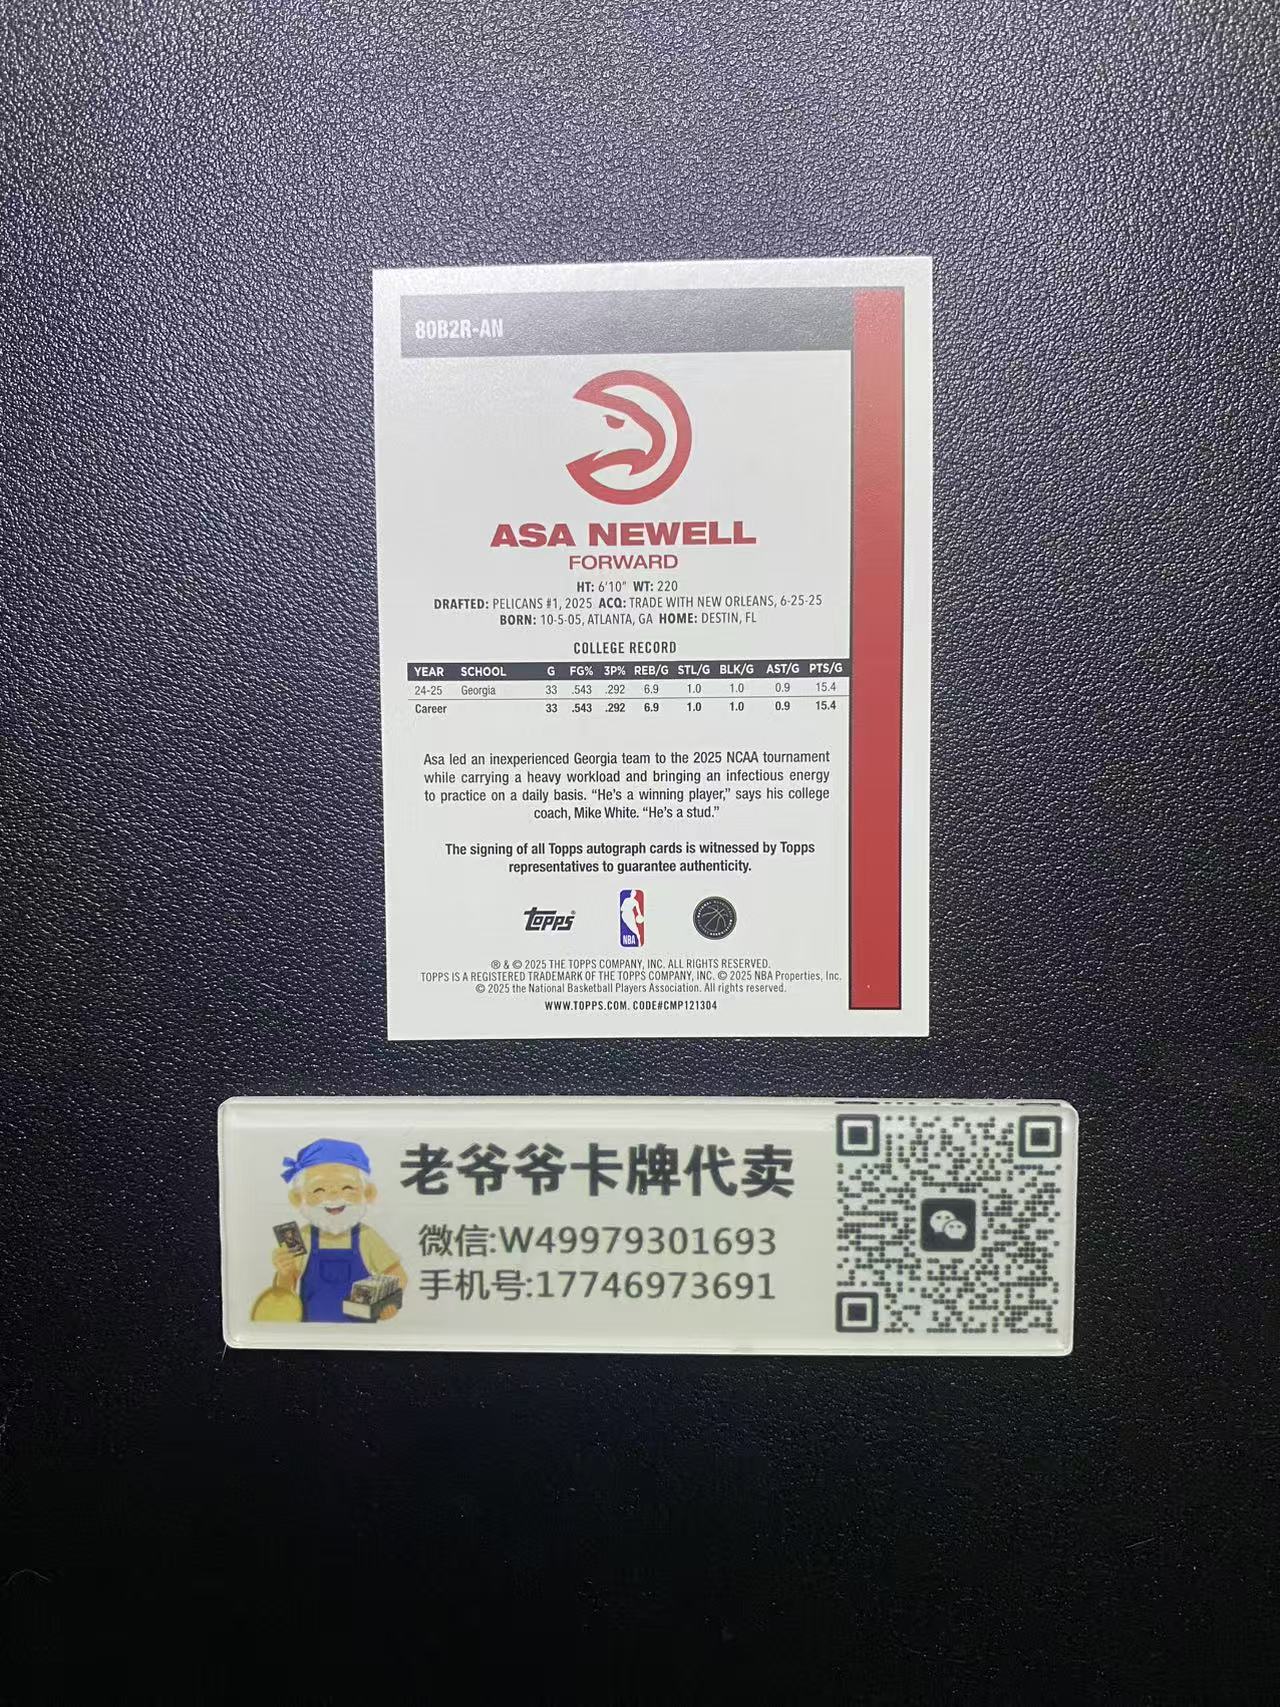 80B2R-AN
ASA NEWELL
FORWARD
HT: 6'10" WT: 220
DRAFTED: PELICANS #1, 2025 ACQ: TRADE WITH NEW ORLEANS, 6-25-25
BORN: 10-5-05, ATLANTA, GA HOME: DESTIN, FL
COLLEGE RECORD
YEAR SCHOOL G FG% 3P% REB/G STL/G BLK/G AST/G PTS/G
24-25 Georgia 33 .543 .292 6.9 1.0 1.0 0.9 15.4
Career 33 .543 .292 6.9 1.0 1.0 0.9 15.4
Asa led an inexperienced Georgia team to the 2025 NCAA tournament
while carrying a heavy workload and bringing an infectious energy
to practice on a daily basis. “He's a winning player,” says his college
coach, Mike White. “He's a stud.”
The signing of all Topps autograph cards is witnessed by Topps
representatives to guarantee authenticity.
topps®
NBA
® & © 2025 THE TOPPS COMPANY, INC. ALL RIGHTS RESERVED.
TOPPS IS A REGISTERED TRADEMARK OF THE TOPPS COMPANY, INC. © 2025 NBA Properties, Inc.
© 2025 the National Basketball Players Association. All rights reserved.
WWW.TOPPS.COM. CODE#CMP121304
老爷爷卡牌代卖
微信:W49979301693
手机号:17746973691